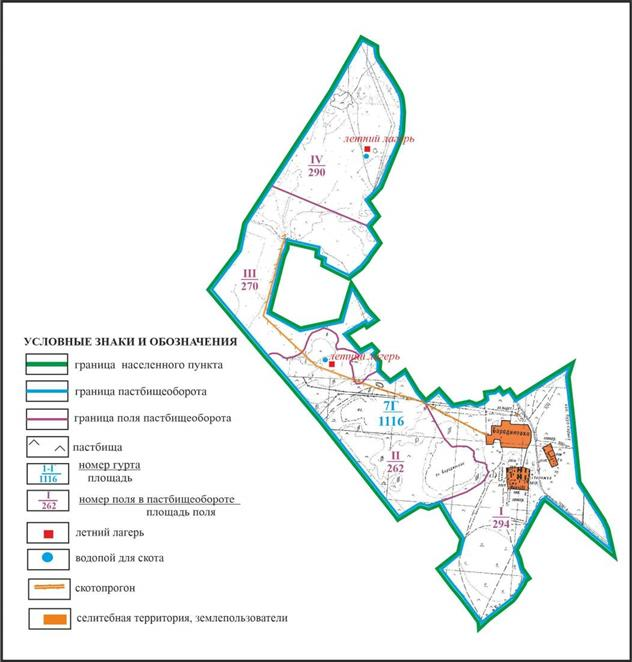 летний лагерь
IV
290
III
270
летний лагерь
7Г
1116
Бородиновка
II
262
I
294
УСЛОВНЫЕ ЗНАКИ И ОБОЗНАЧЕНИЯ
граница населенного пункта
граница пастбищеоборота
граница поля пастбищеоборота
пастбища
1-I
1116
номер гурта
площадь
I
262
номер поля в пастбищеобороте
площадь поля
летний лагерь
водопой для скота
скотопрогон
селитебная территория, землепользователи